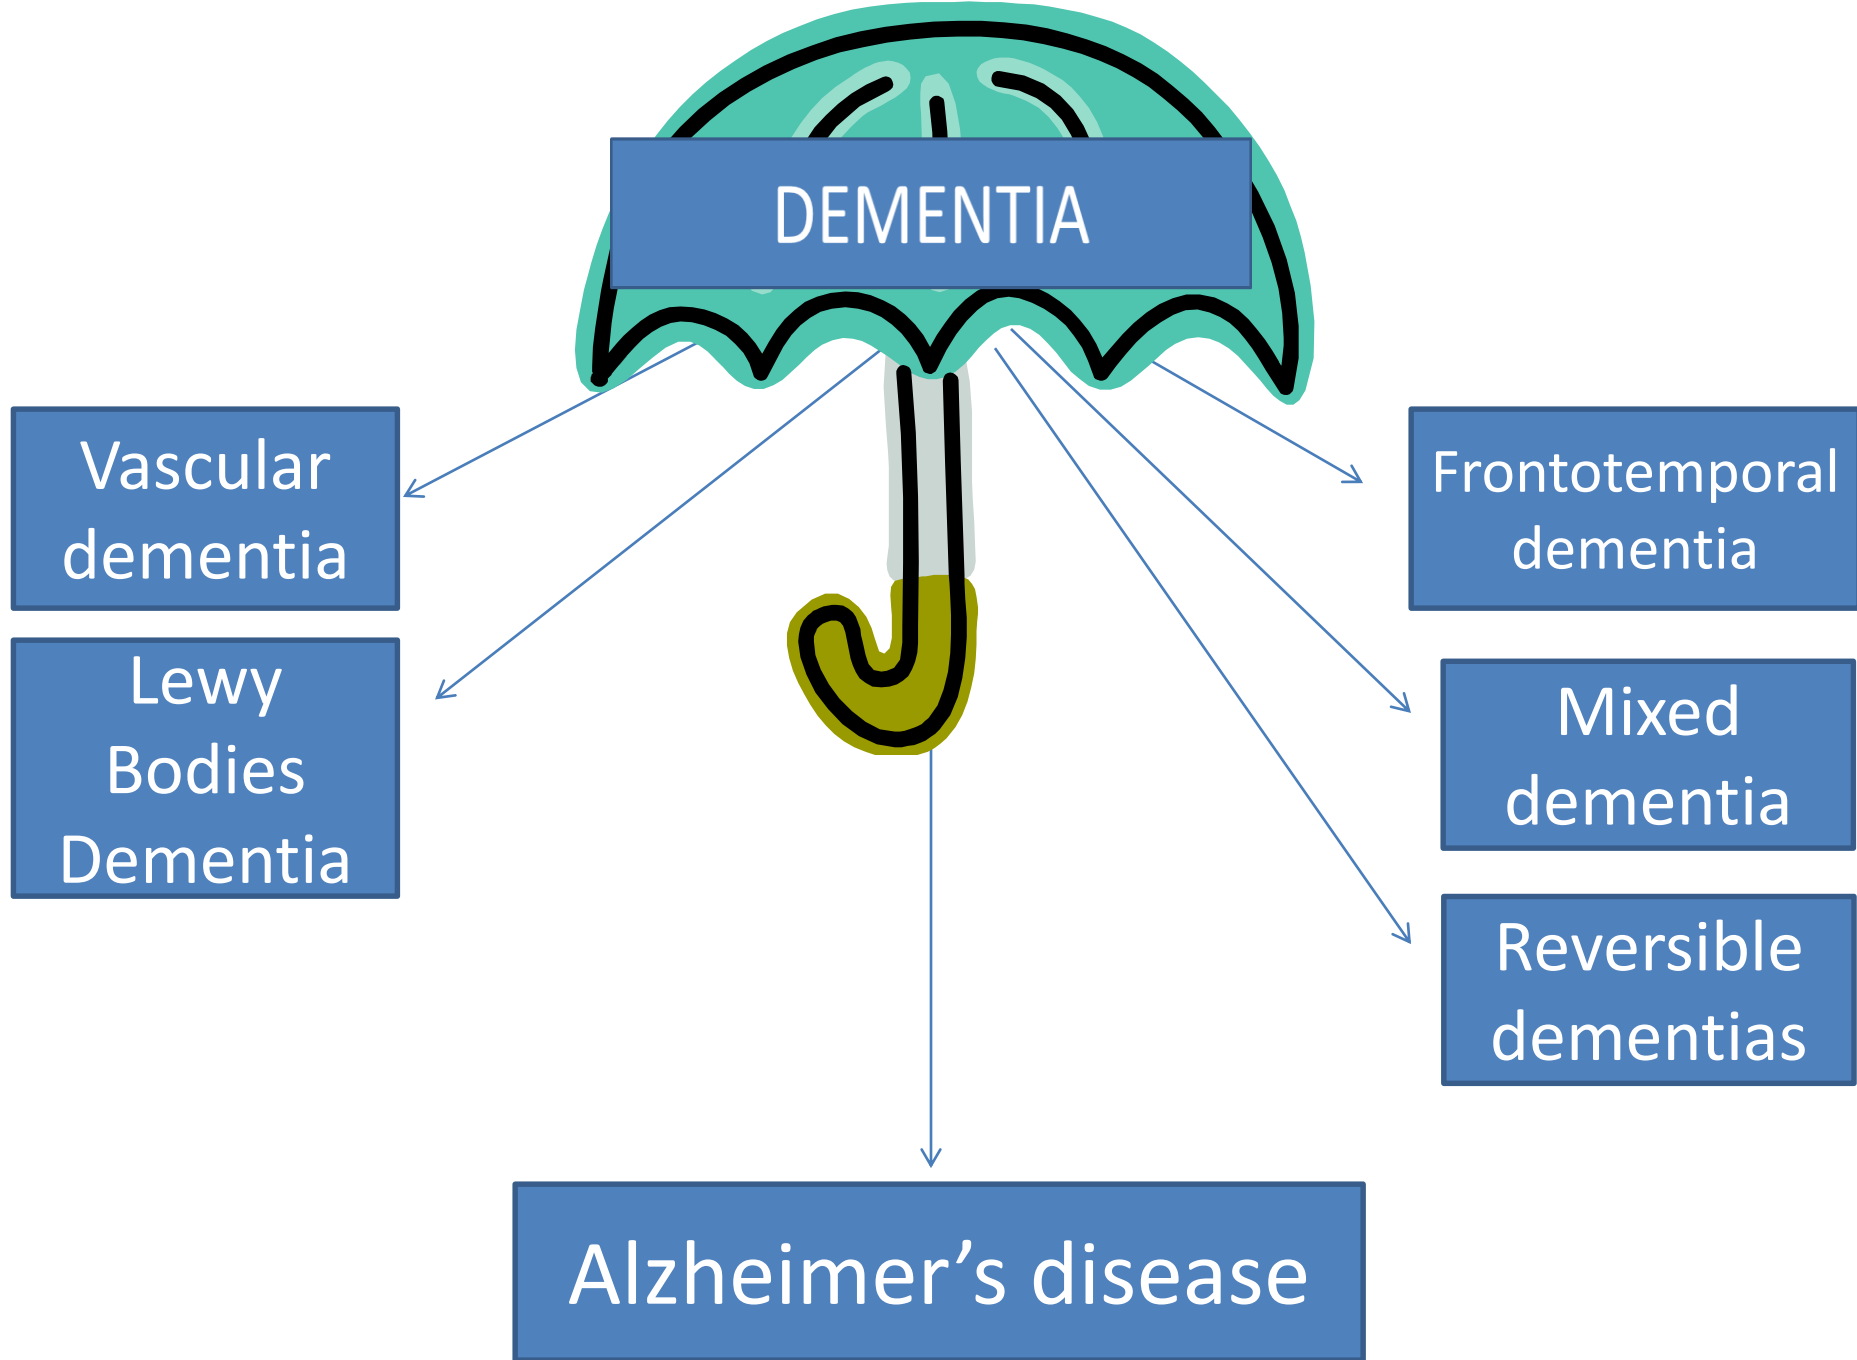 DEMENTIA
Vascular
dementia
Frontotemporal
dementia
Lewy
Bodies
Dementia
Mixed
dementia
Reversible
dementias
Alzheimer’s disease